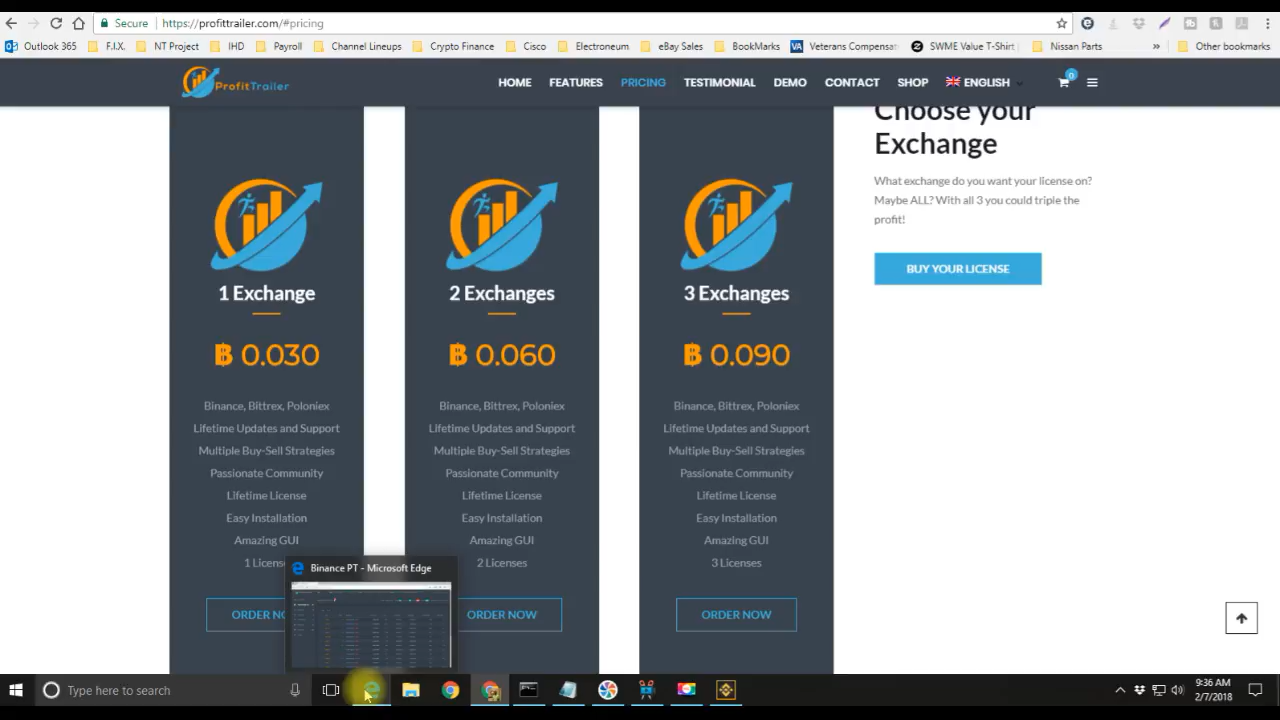 Secure
https://profittrailer.com/#pricing
Outlook 365
F.I.X.
NT Project
IHD
Payroll
Channel Lineups
Crypto Finance
Cisco
Electroneum
eBay Sales
BookMarks
VA
Veterans Compensat
SWME Value T-Shirt
Nissan Parts
»
Other bookmarks
ProfitTrailer
HOME
FEATURES
PRICING
TESTIMONIAL
DEMO
CONTACT
SHOP
ENGLISH
0
Choose your
Exchange
What exchange do you want your license on?
Maybe ALL? With all 3 you could triple the
profit!
BUY YOUR LICENSE
1 Exchange
฿ 0.030
Binance, Bittrex, Poloniex
Lifetime Updates and Support
Multiple Buy-Sell Strategies
Passionate Community
Lifetime License
Easy Installation
Amazing GUI
1 Licens
ORDER NO
2 Exchanges
฿ 0.060
Binance, Bittrex, Poloniex
Lifetime Updates and Support
Multiple Buy-Sell Strategies
Passionate Community
Lifetime License
Easy Installation
Amazing GUI
2 Licenses
ORDER NOW
3 Exchanges
฿ 0.090
Binance, Bittrex, Poloniex
Lifetime Updates and Support
Multiple Buy-Sell Strategies
Passionate Community
Lifetime License
Easy Installation
Amazing GUI
3 Licenses
ORDER NOW
Binance PT - Microsoft Edge
Type here to search
9:36 AM
2/7/2018